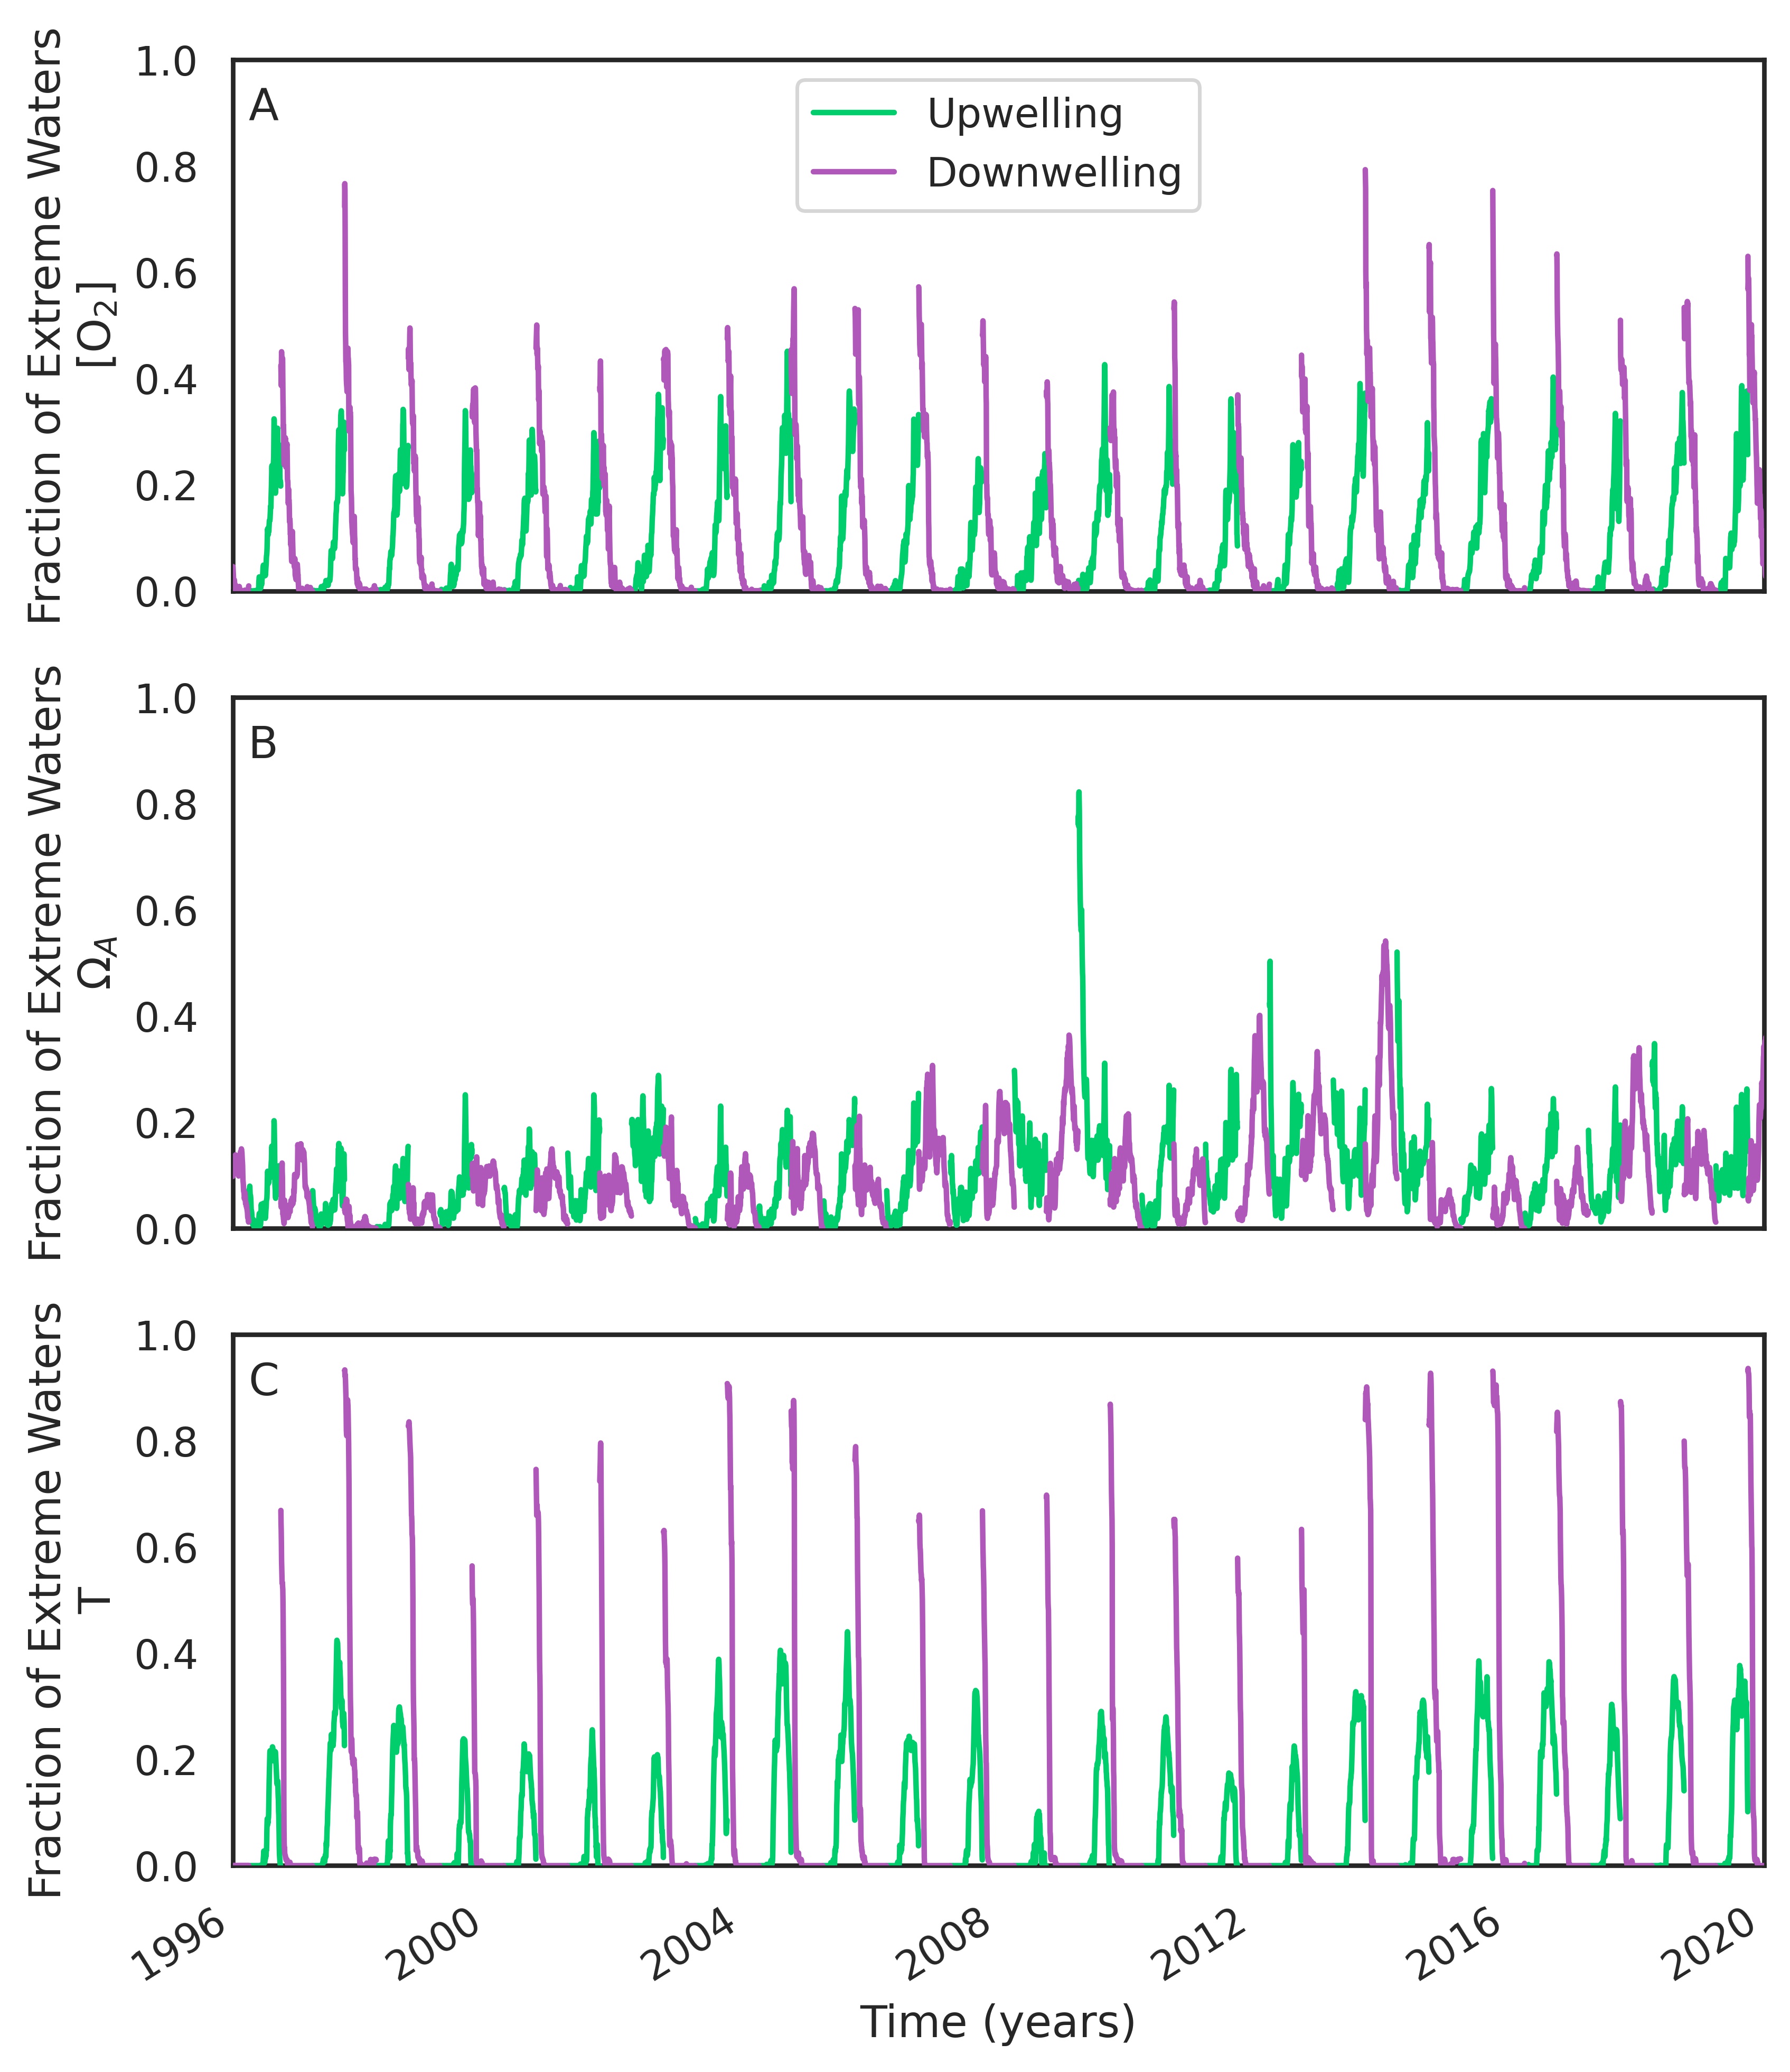 Fraction of Extreme Waters
[O₂]
1.0
0.8
0.6
0.4
0.2
0.0
A
Upwelling
Downwelling
Fraction of Extreme Waters
Ω_A
1.0
0.8
0.6
0.4
0.2
0.0
B
Fraction of Extreme Waters
T
1.0
0.8
0.6
0.4
0.2
0.0
C
1996 2000 2004 2008 2012 2016 2020
Time (years)